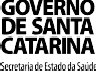 GOVERNO
DE SANTA
CATARINA
Secretaria de Estado da Saúde